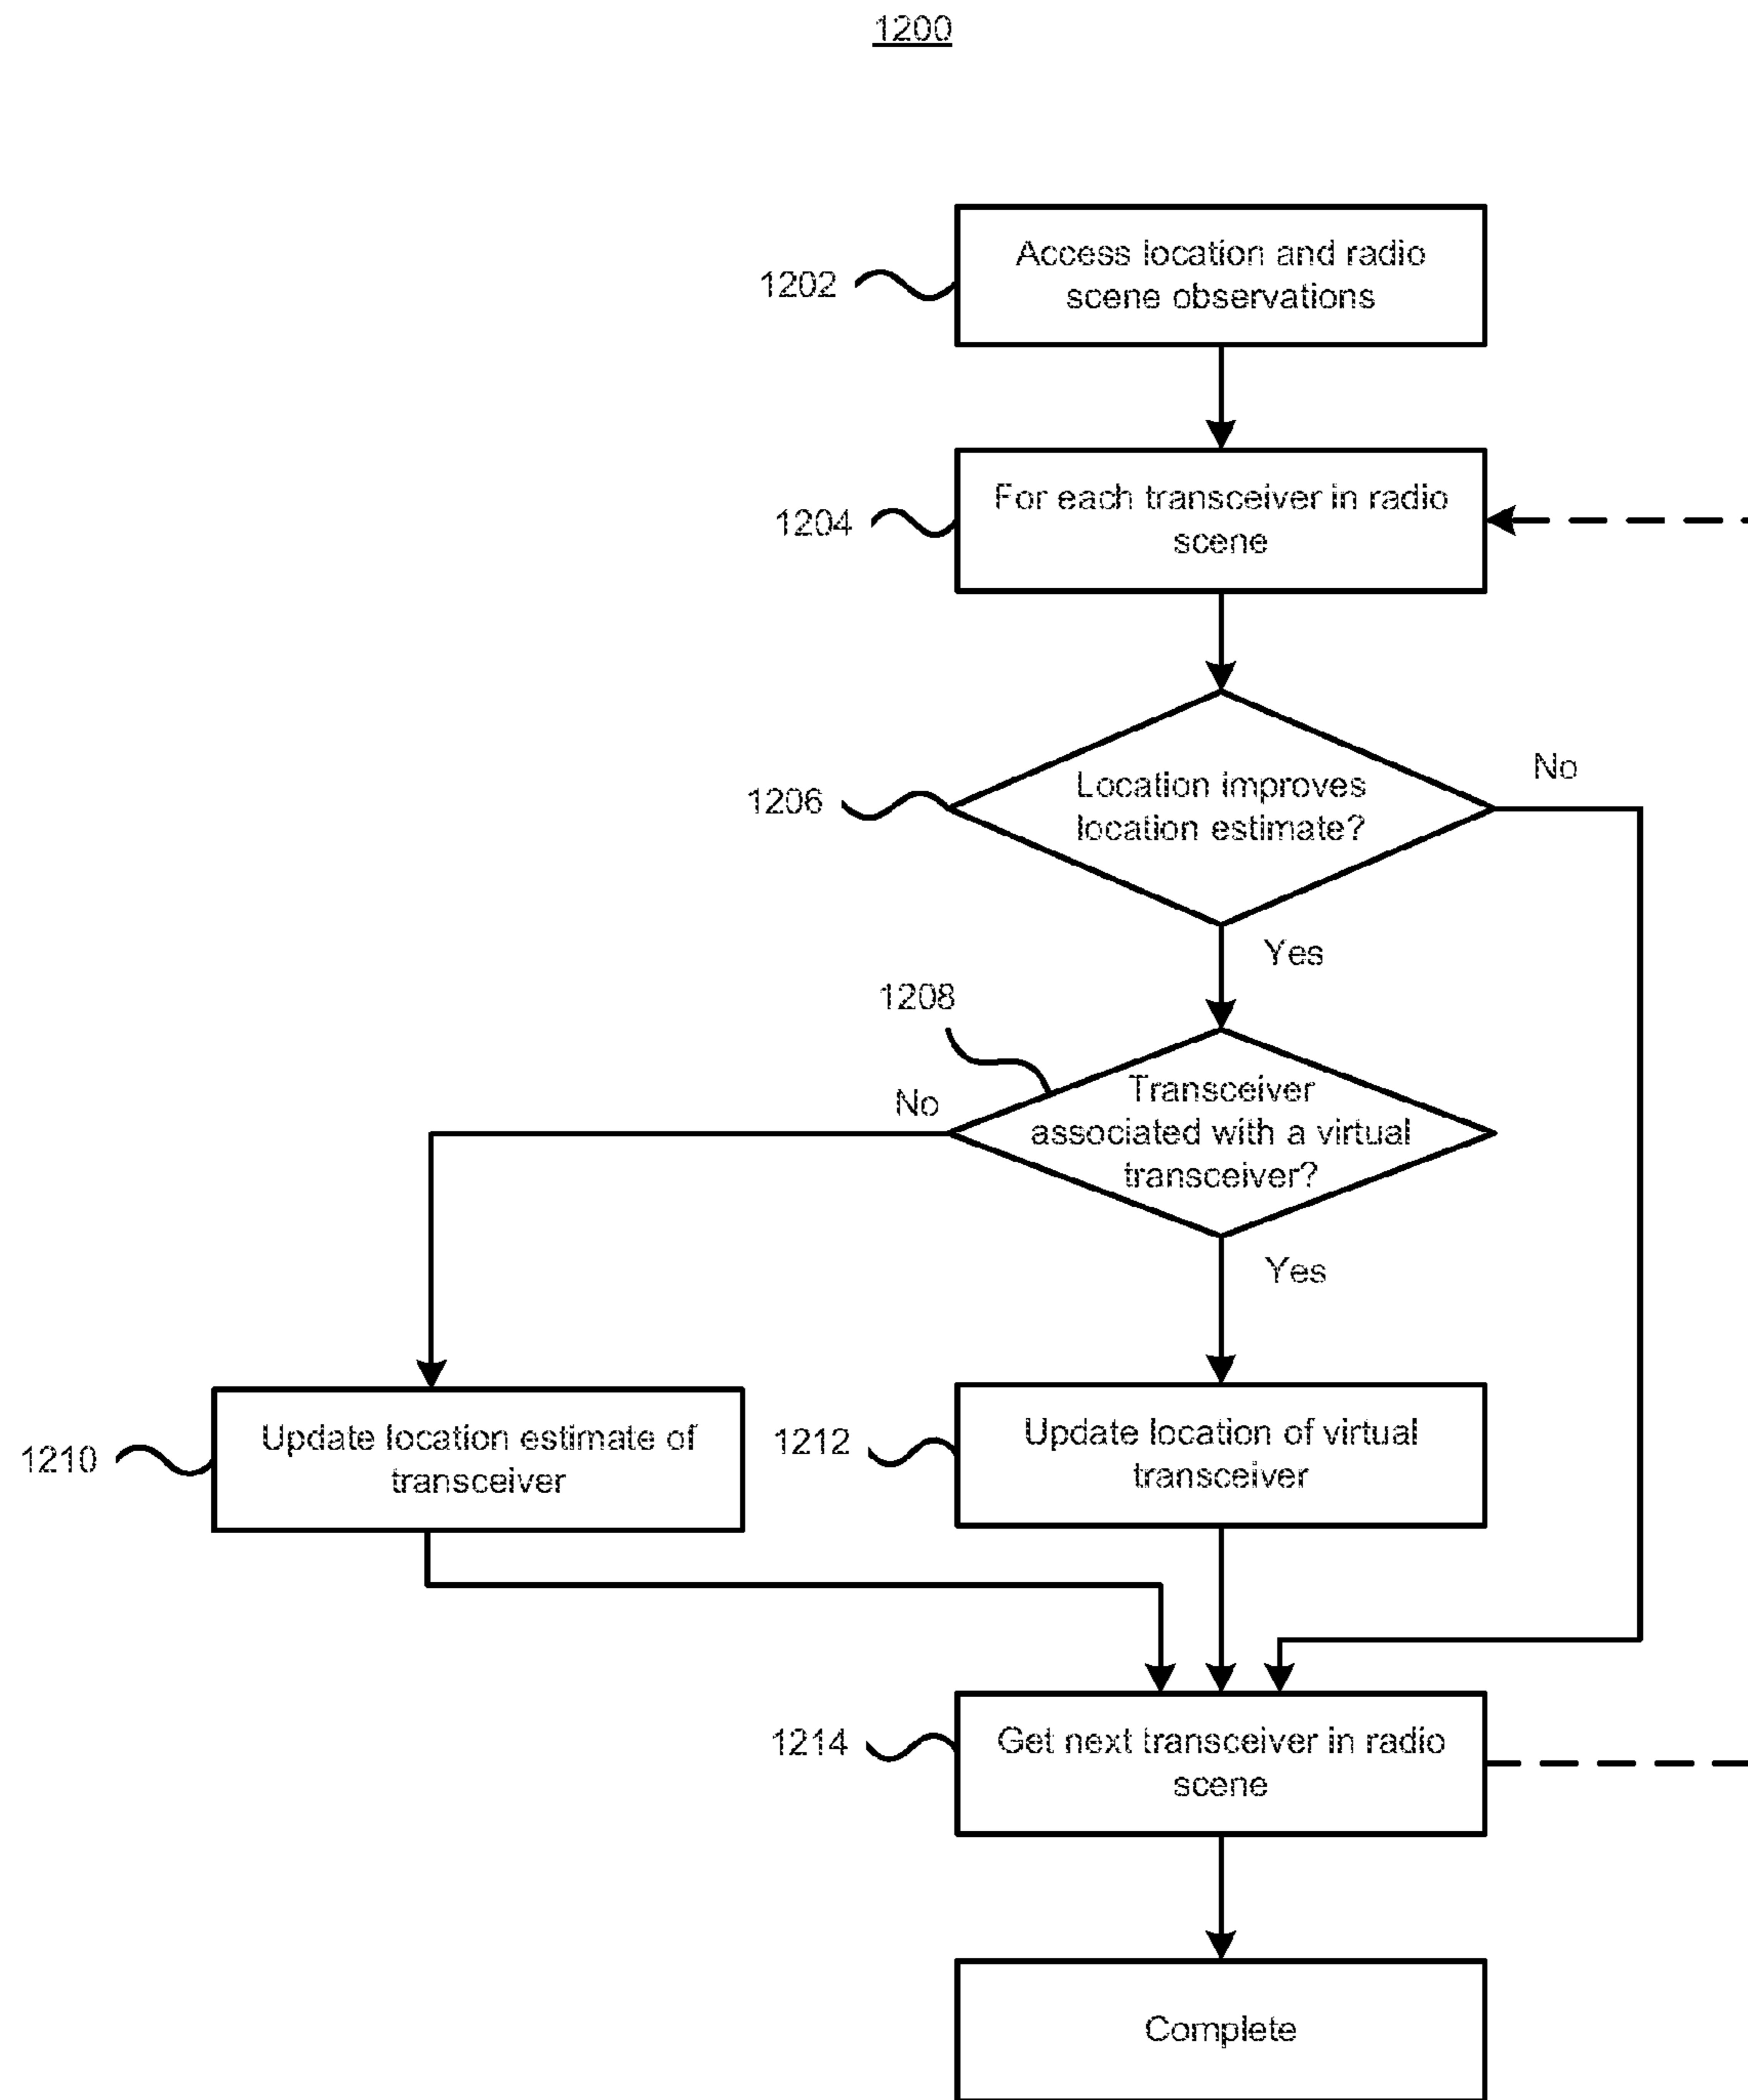 1200
Access location and radio
scene observations
1202
For each transceiver in radio
scene
1204
Location improves
location estimate?
1206
No
Yes
1208
Transceiver
associated with a virtual
transceiver?
No
Yes
Update location estimate of
transceiver
1210
Update location of virtual
transceiver
1212
Get next transceiver in radio
scene
1214
Complete